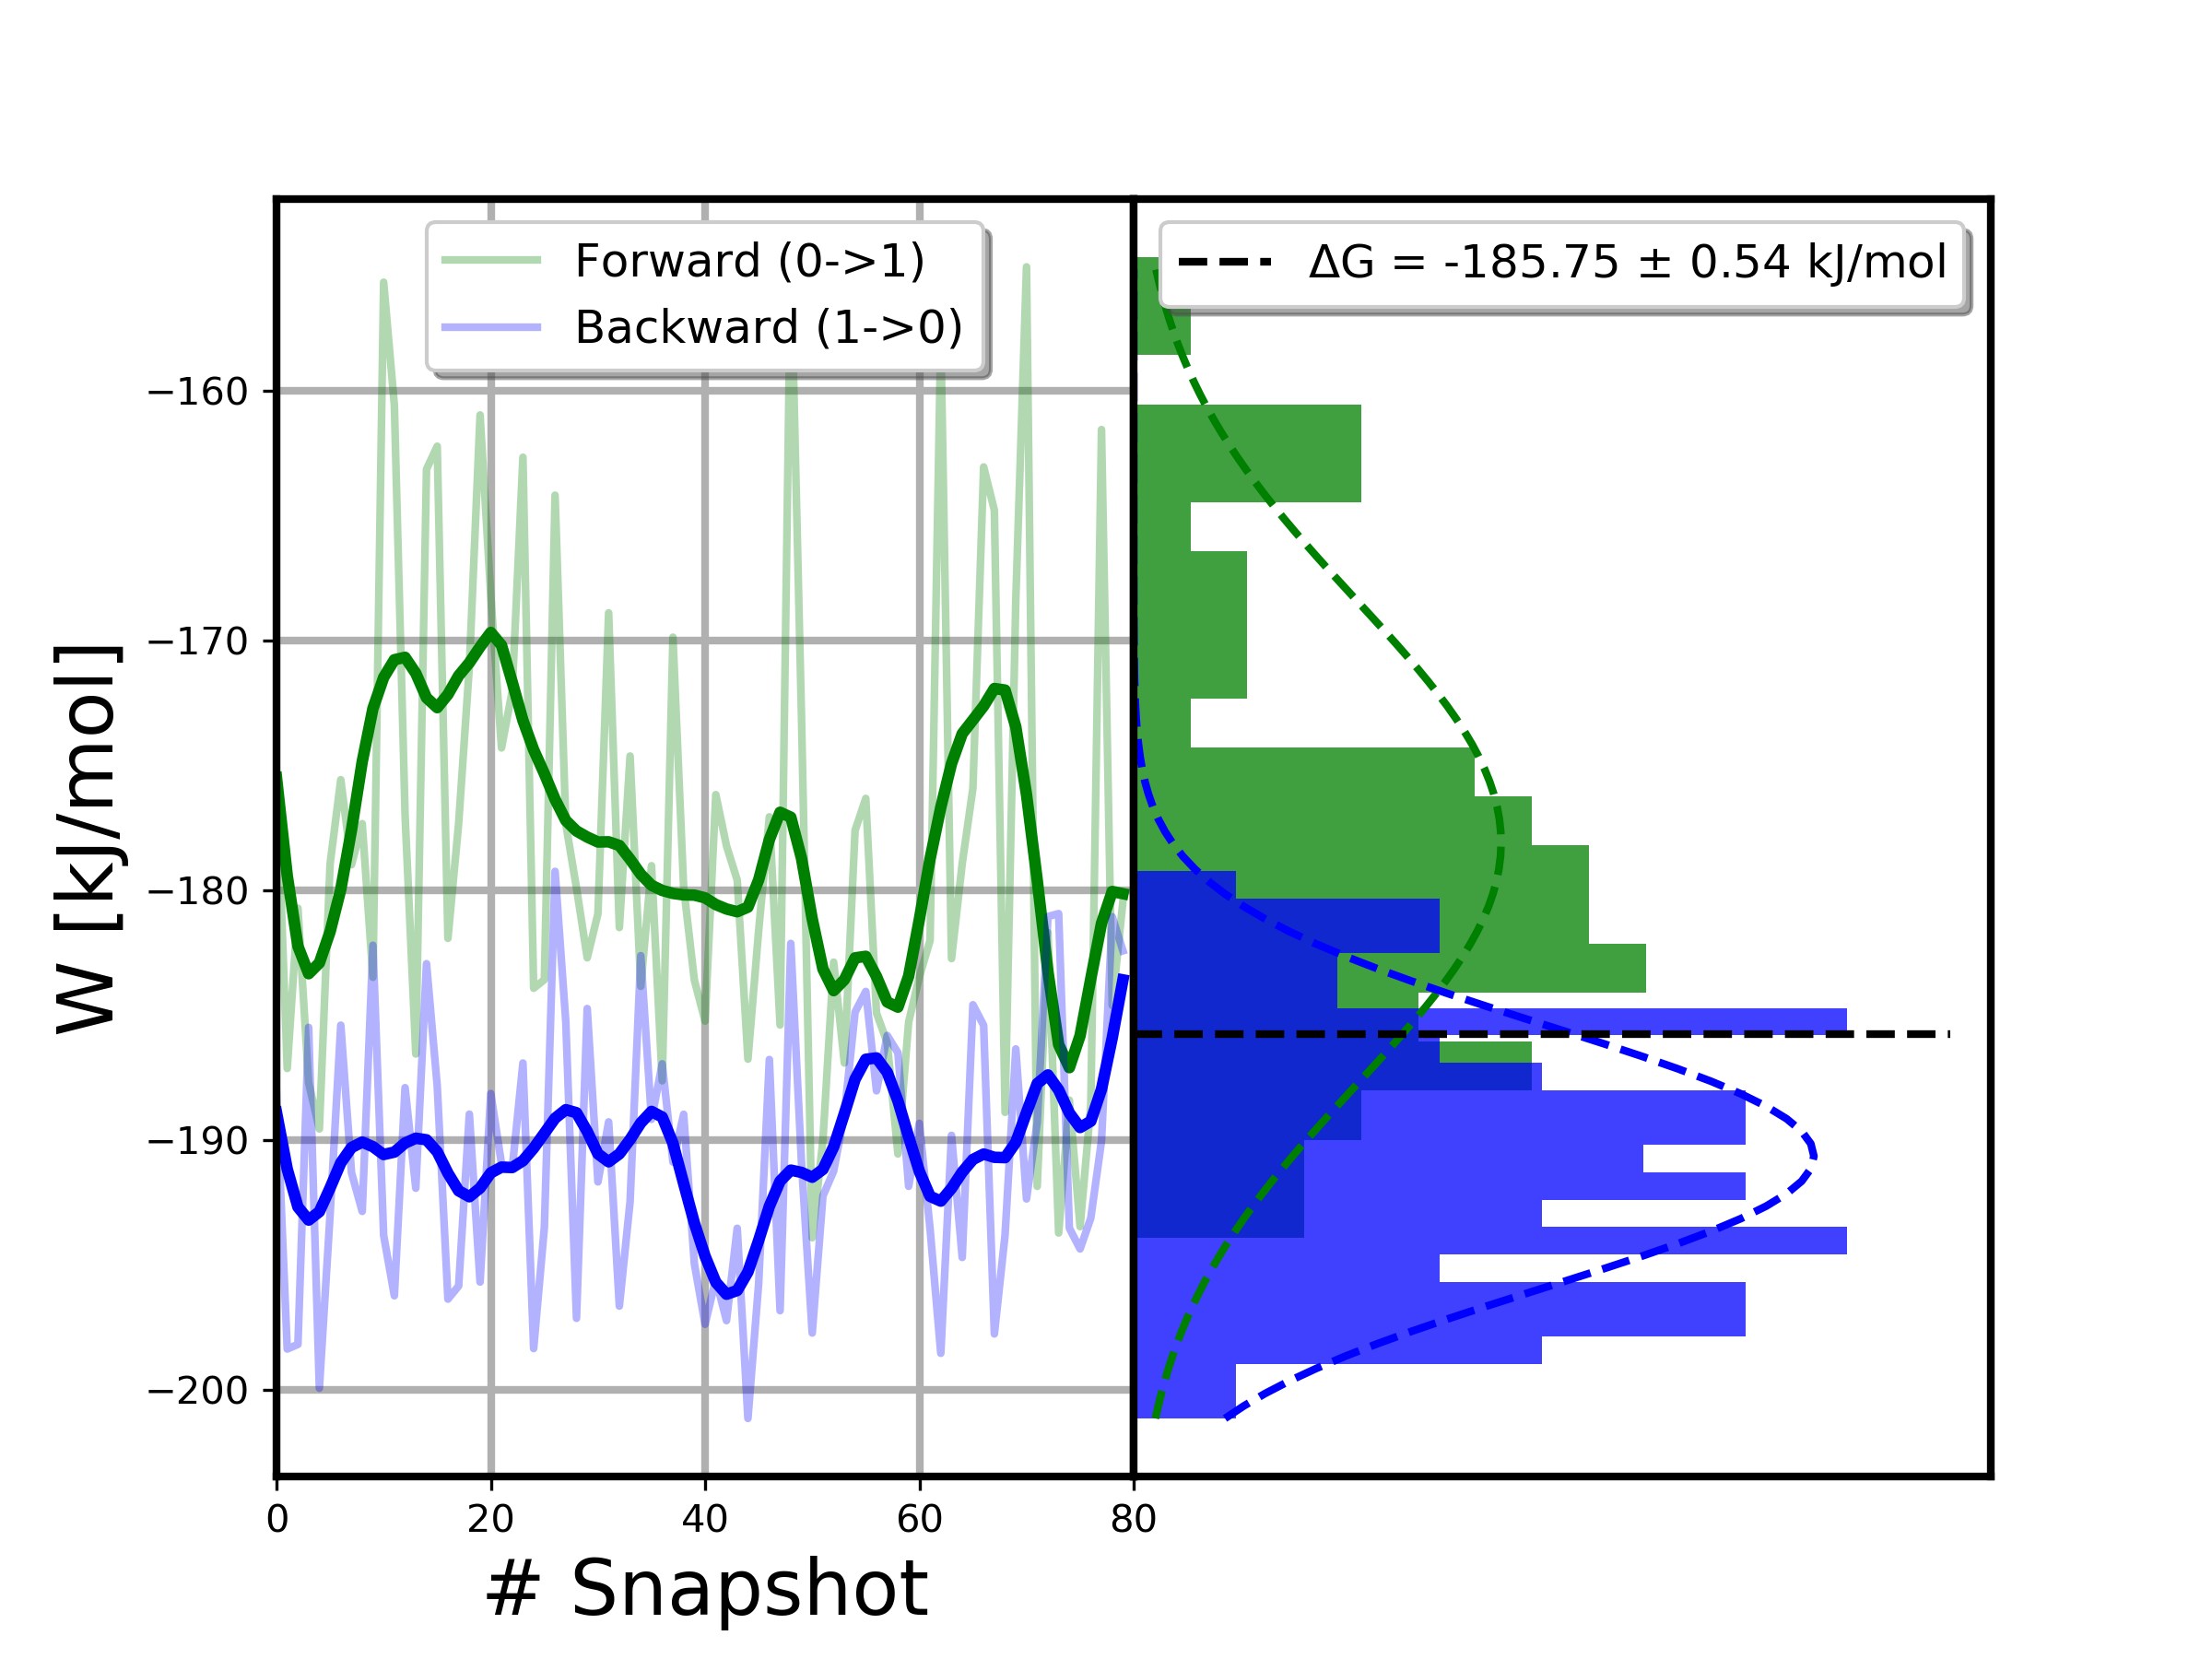 Forward (0->1)
Backward (1->0)
ΔG = -185.75 ± 0.54 kJ/mol
W [kJ/mol]
−160
−170
−180
−190
−200
0 20 40 60 80
# Snapshot